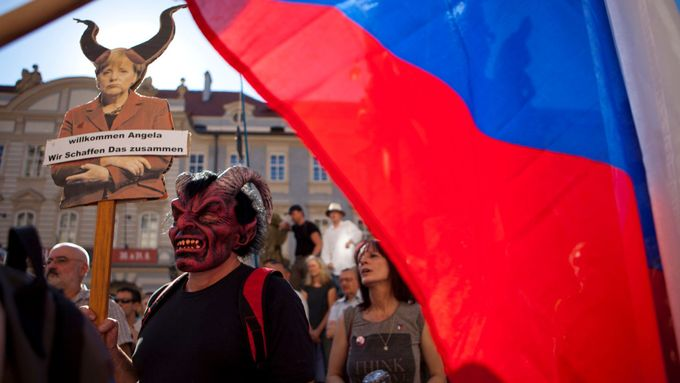 willkommen Angela
Wir Schaffen Das zusammen
THINK